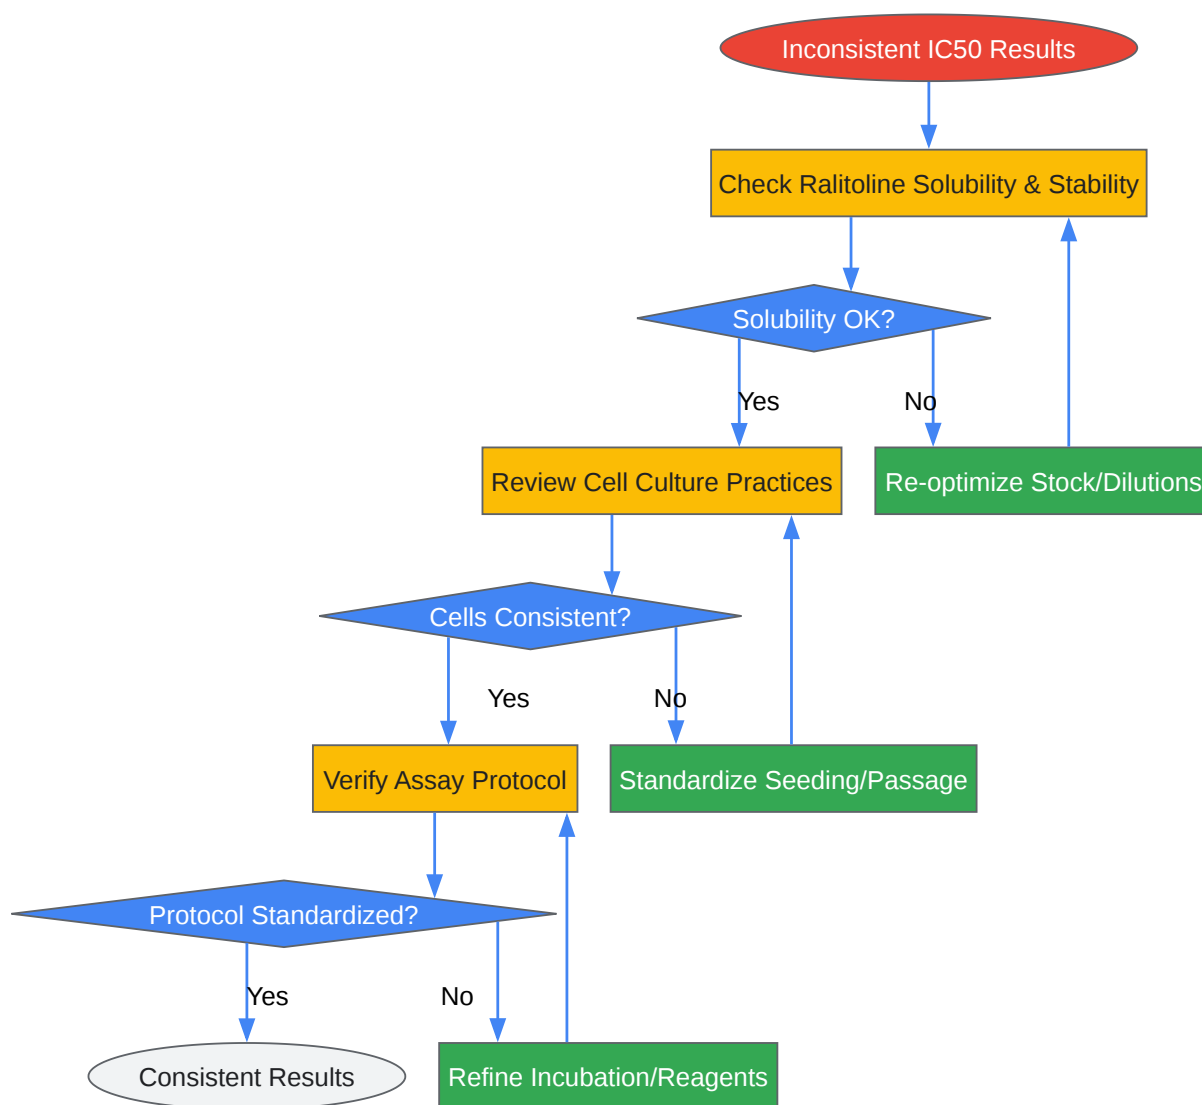 Inconsistent IC50 Results
Check Ralitoline Solubility & Stability
Solubility OK?
Yes
No
Review Cell Culture Practices
Re-optimize Stock/Dilutions
Cells Consistent?
Yes
No
Verify Assay Protocol
Standardize Seeding/Passage
Protocol Standardized?
Yes
No
Consistent Results
Refine Incubation/Reagents